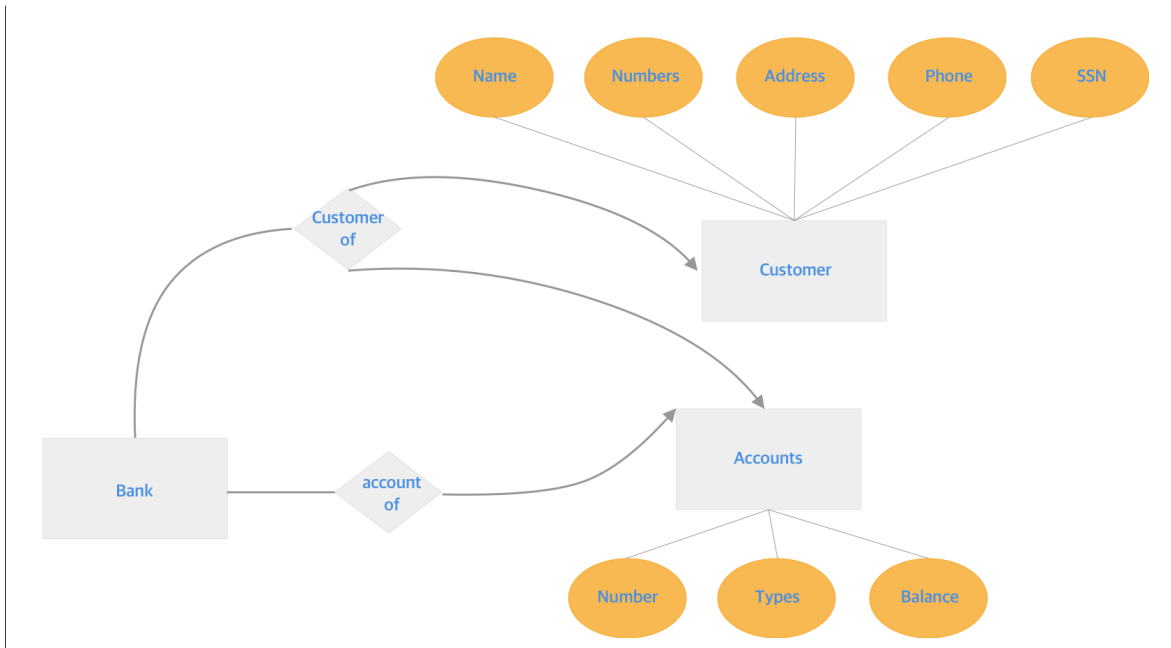 Name
Numbers
Address
Phone
SSN
Customer
of
Customer
Accounts
Bank
account
of
Number
Types
Balance